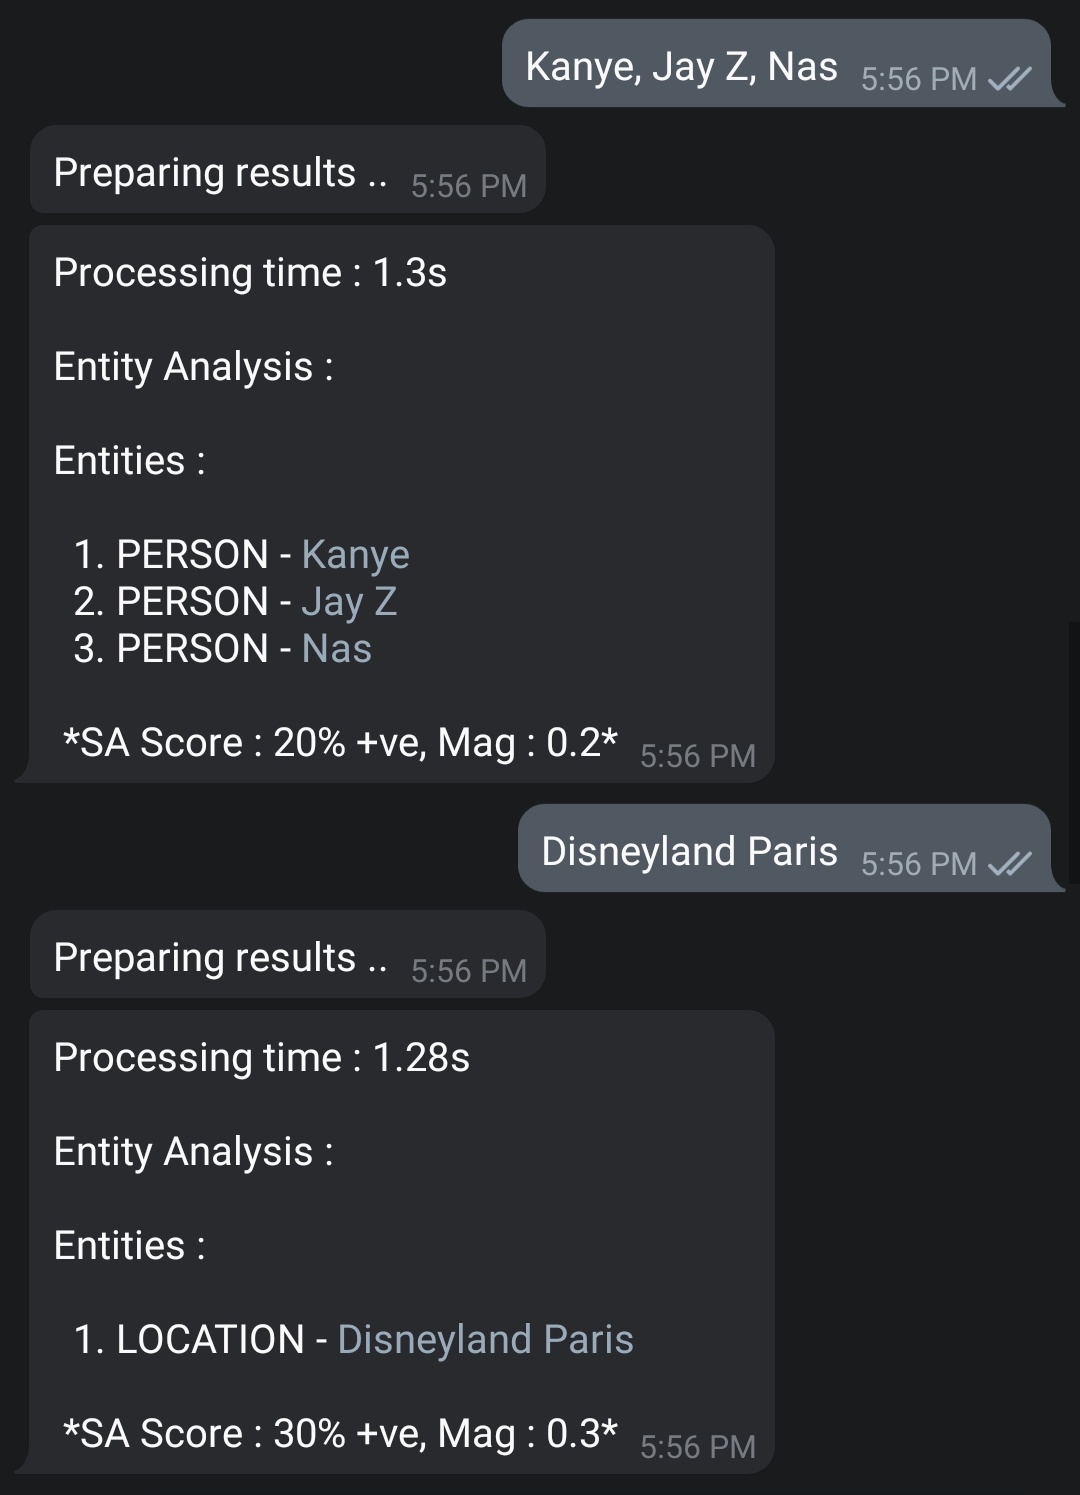 Kanye, Jay Z, Nas 5:56 PM
Preparing results .. 5:56 PM
Processing time : 1.3s
Entity Analysis :
Entities :
1. PERSON - Kanye
2. PERSON - Jay Z
3. PERSON - Nas
*SA Score : 20% +ve, Mag : 0.2* 5:56 PM
Disneyland Paris 5:56 PM
Preparing results .. 5:56 PM
Processing time : 1.28s
Entity Analysis :
Entities :
1. LOCATION - Disneyland Paris
*SA Score : 30% +ve, Mag : 0.3* 5:56 PM